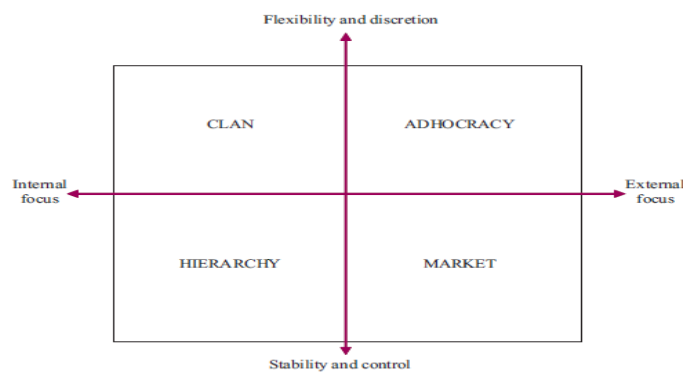 Flexibility and discretion
CLAN
ADHOCRACY
Internal
focus
External
focus
HIERARCHY
MARKET
Stability and control